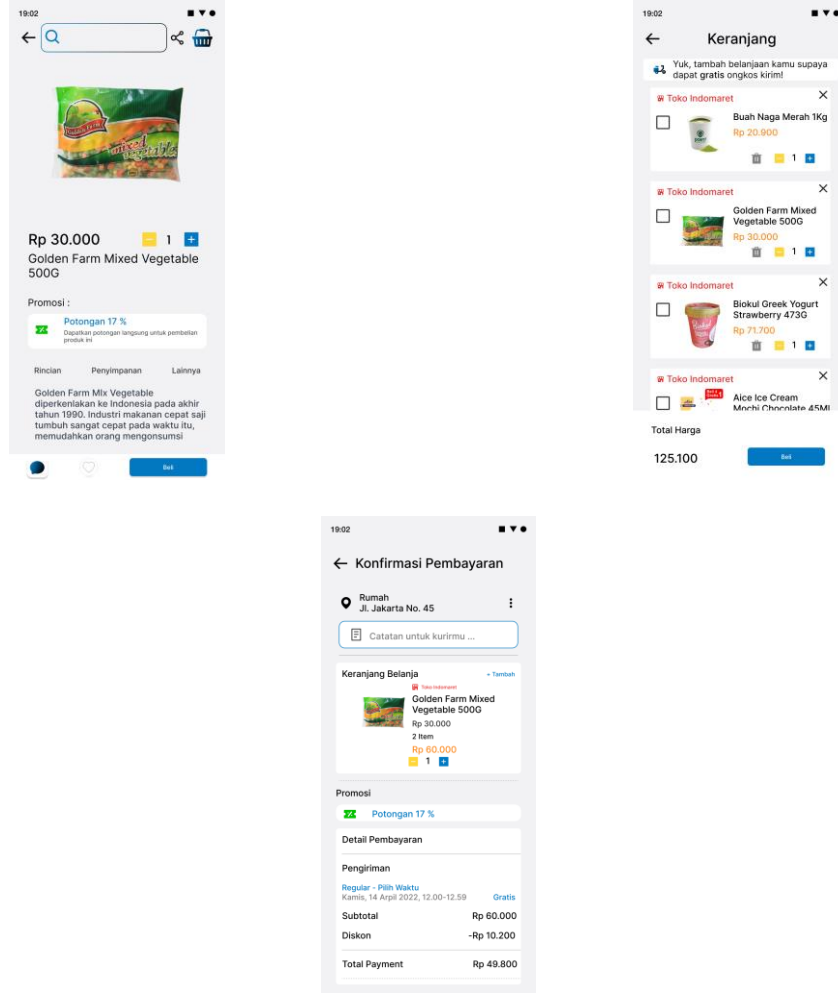 19:02
mixed
vegetable
Rp 30.000
1
Golden Farm Mixed Vegetable
500G
Promosi :
Potongan 17 %
Dapatkan potongan langsung untuk pembelian
produk ini
Rincian Penyimpanan Lainnya
Golden Farm MIx Vegetable
diperkenlakan ke Indonesia pada akhir
tahun 1990. Industri makanan cepat saji
tumbuh sangat cepat pada waktu itu,
memudahkan orang mengonsumsi
Beli
19:02
Keranjang
Yuk, tambah belanjaan kamu supaya
dapat gratis ongkos kirim!
Toko Indomaret
Buah Naga Merah 1Kg
Rp 20.900
1
Toko Indomaret
Golden Farm Mixed
Vegetable 500G
Rp 30.000
1
Toko Indomaret
Biokul Greek Yogurt
Strawberry 473G
Rp 71.700
1
Toko Indomaret
Aice Ice Cream
Mochi Chocolate 45Ml
Total Harga
125.100
Beli
19:02
Konfirmasi Pembayaran
Rumah
Jl. Jakarta No. 45
Catatan untuk kurirmu ...
Keranjang Belanja
+ Tambah
Toko Indomaret
Golden Farm Mixed
Vegetable 500G
Rp 30.000
2 Item
Rp 60.000
1
Promosi
Potongan 17 %
Detail Pembayaran
Pengiriman
Regular - Pilih Waktu
Kamis, 14 Arpil 2022, 12.00-12.59 Gratis
Subtotal Rp 60.000
Diskon -Rp 10.200
Total Payment Rp 49.800